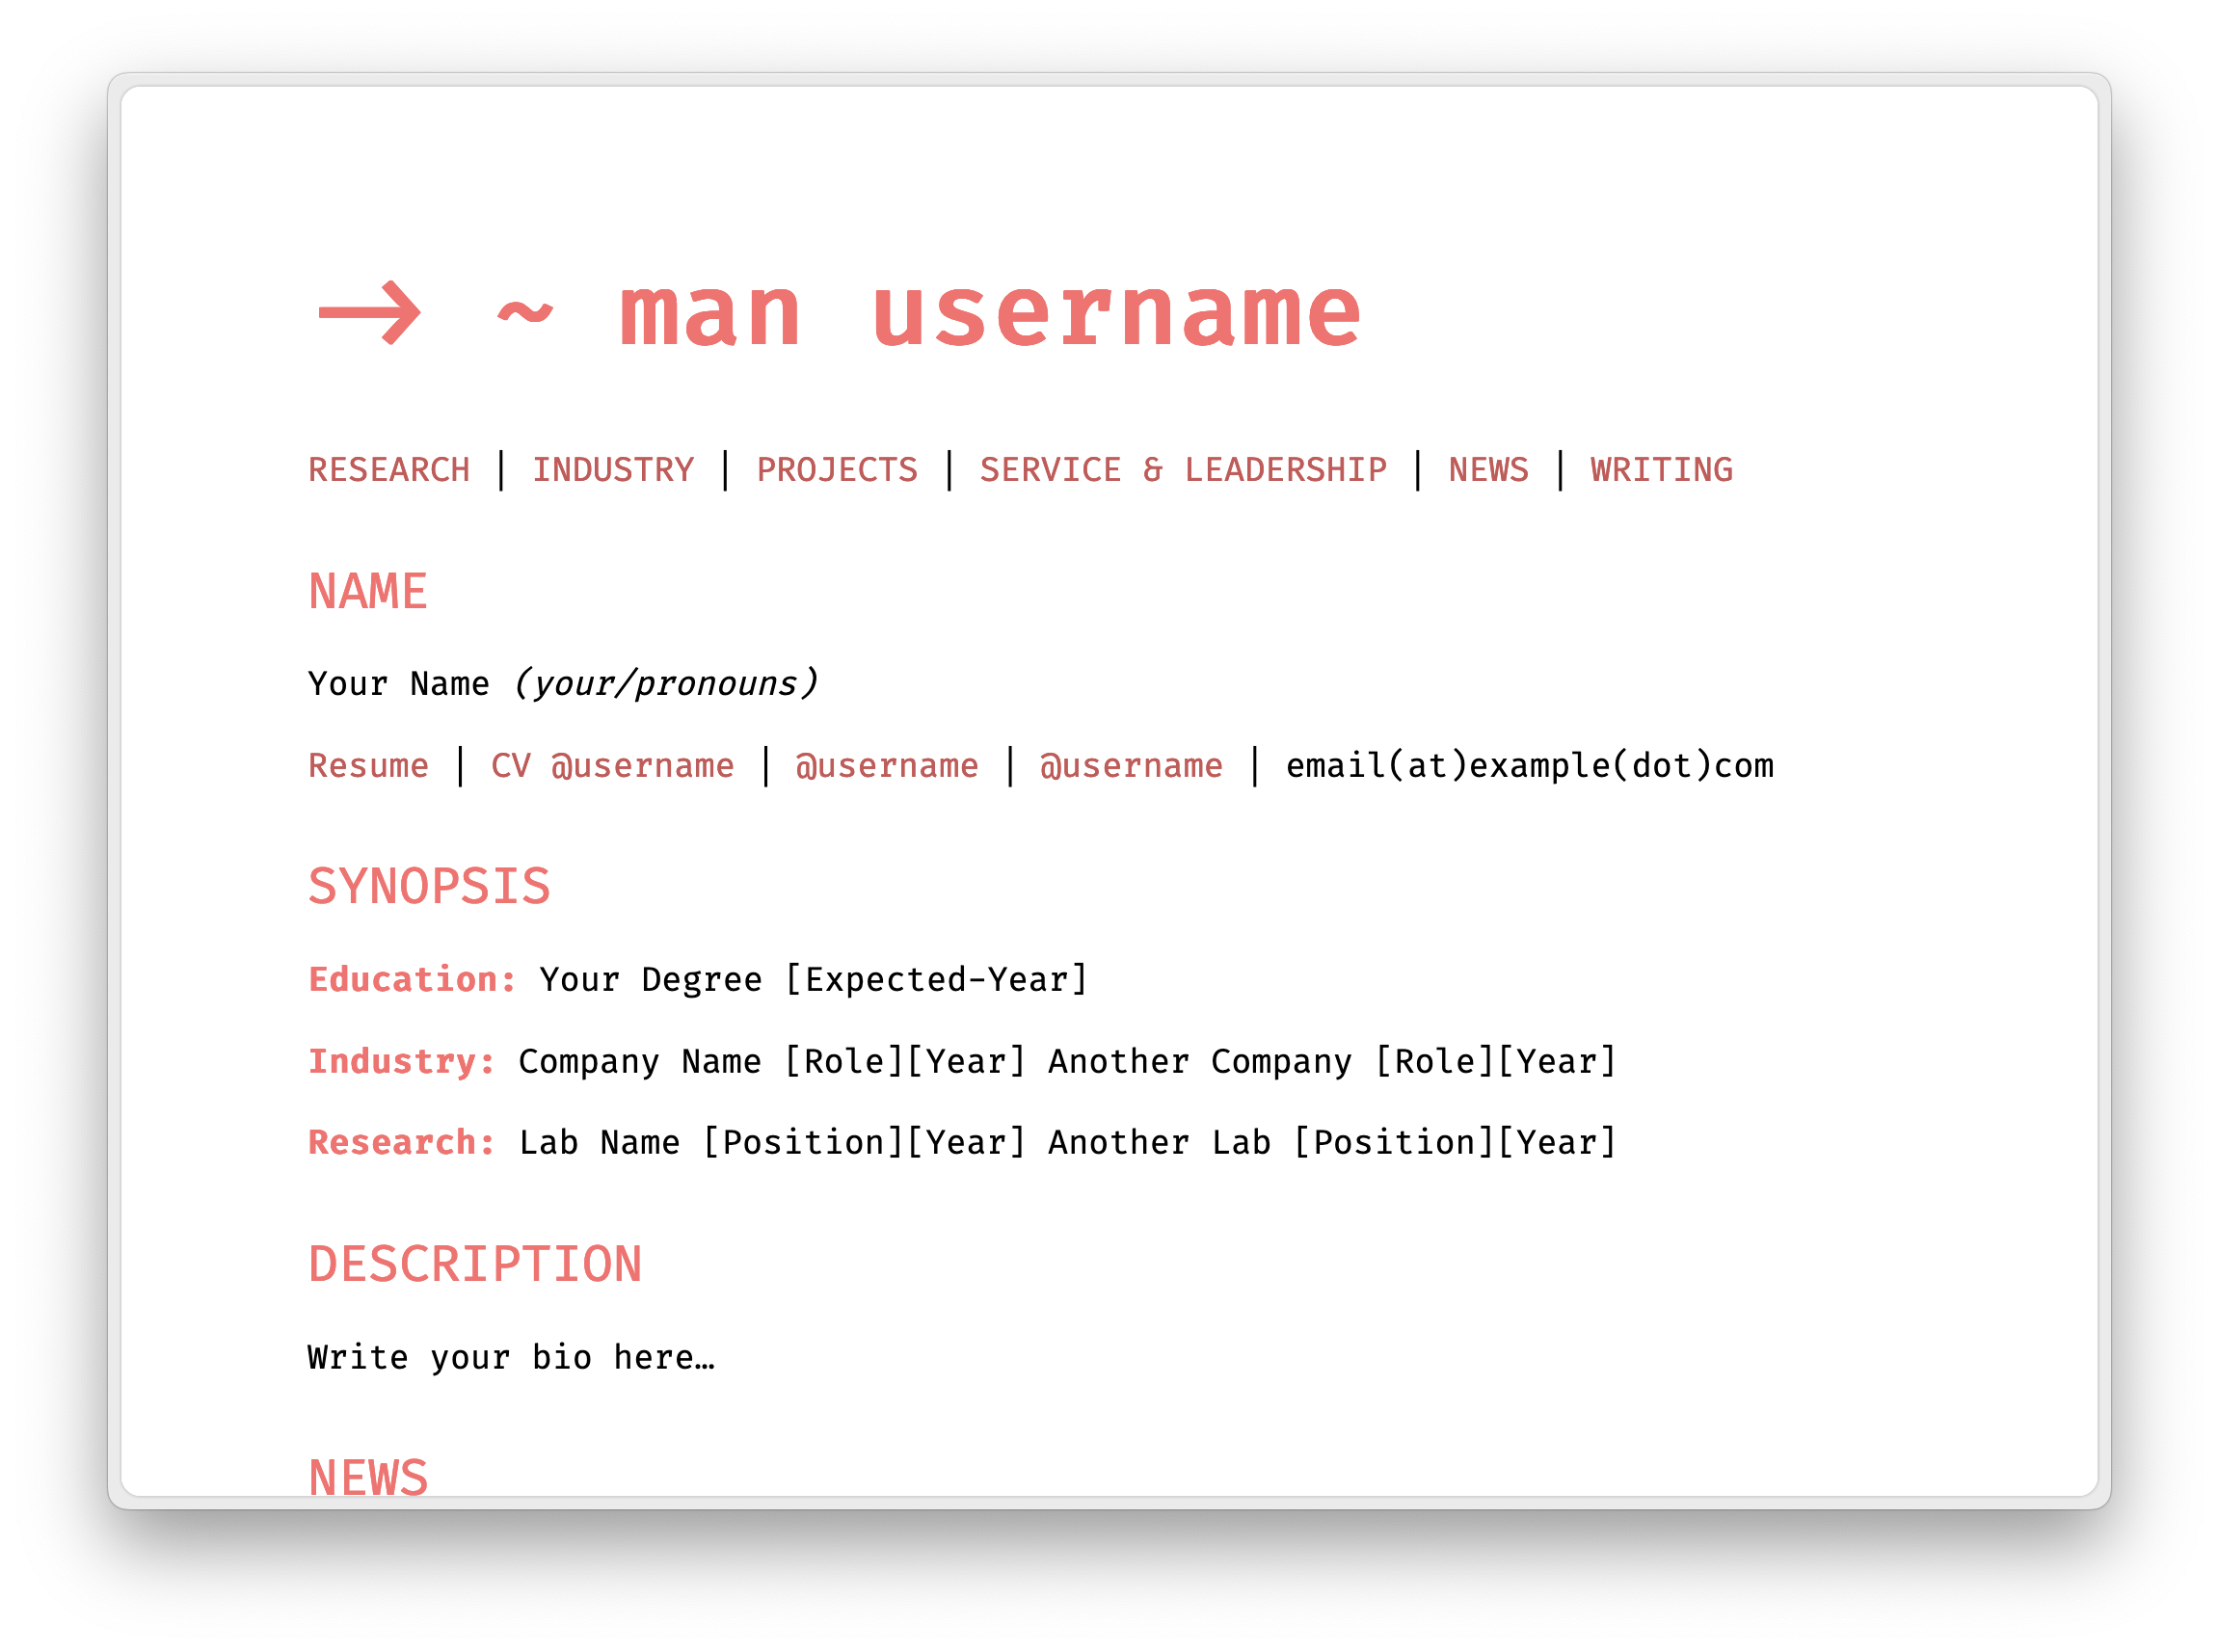 → ~ man username
RESEARCH | INDUSTRY | PROJECTS | SERVICE & LEADERSHIP | NEWS | WRITING
NAME
Your Name (your/pronouns)
Resume | CV @username | @username | @username | email(at)example(dot)com
SYNOPSIS
Education: Your Degree [Expected-Year]
Industry: Company Name [Role][Year] Another Company [Role][Year]
Research: Lab Name [Position][Year] Another Lab [Position][Year]
DESCRIPTION
Write your bio here…
NEWS